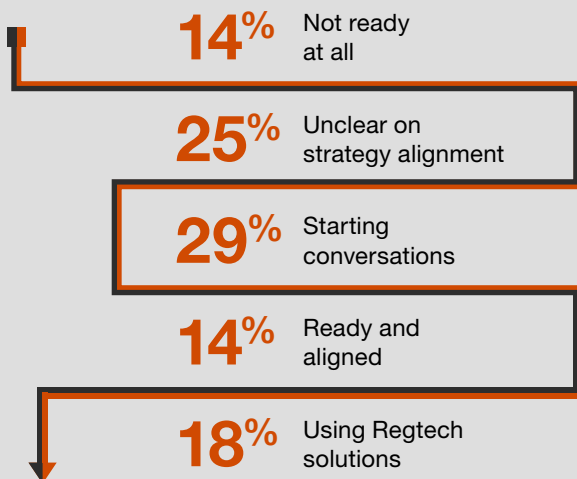 14% Not ready
at all
25% Unclear on
strategy alignment
29% Starting
conversations
14% Ready and
aligned
18% Using Regtech
solutions